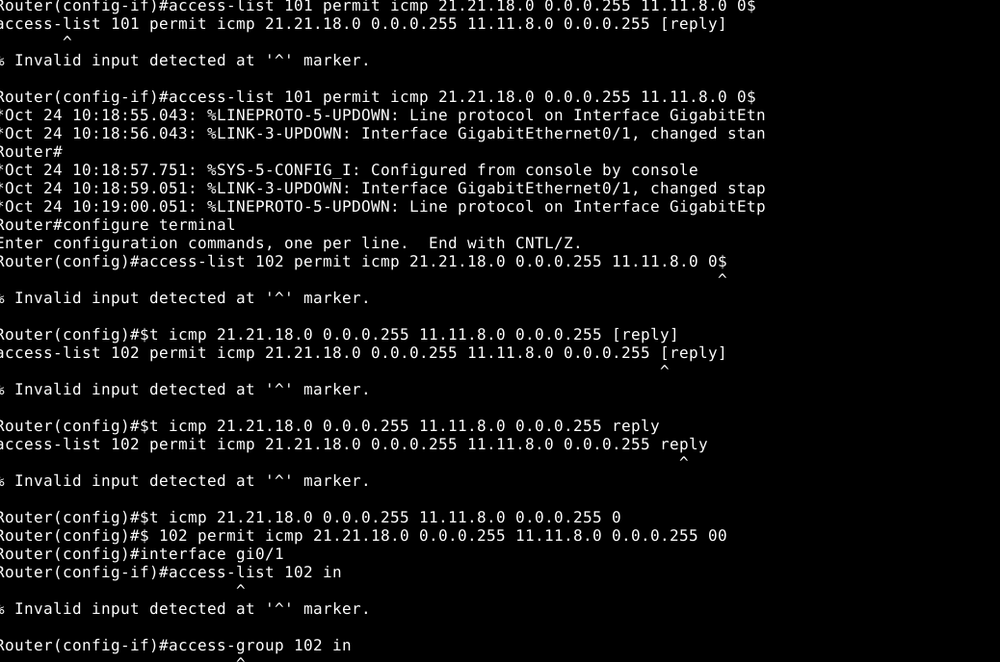 Router(config-if)#access-list 101 permit icmp 21.21.18.0 0.0.0.255 11.11.8.0 0$
access-list 101 permit icmp 21.21.18.0 0.0.0.255 11.11.8.0 0.0.0.255 [reply]
^
% Invalid input detected at '^' marker.
Router(config-if)#access-list 101 permit icmp 21.21.18.0 0.0.0.255 11.11.8.0 0$
*Oct 24 10:18:55.043: %LINEPROTO-5-UPDOWN: Line protocol on Interface GigabitEtn
*Oct 24 10:18:56.043: %LINK-3-UPDOWN: Interface GigabitEthernet0/1, changed stan
Router#
*Oct 24 10:18:57.751: %SYS-5-CONFIG_I: Configured from console by console
*Oct 24 10:18:59.051: %LINK-3-UPDOWN: Interface GigabitEthernet0/1, changed stap
*Oct 24 10:19:00.051: %LINEPROTO-5-UPDOWN: Line protocol on Interface GigabitEtp
Router#configure terminal
Enter configuration commands, one per line.  End with CNTL/Z.
Router(config)#access-list 102 permit icmp 21.21.18.0 0.0.0.255 11.11.8.0 0$
^
% Invalid input detected at '^' marker.
Router(config)#$t icmp 21.21.18.0 0.0.0.255 11.11.8.0 0.0.0.255 [reply]
access-list 102 permit icmp 21.21.18.0 0.0.0.255 11.11.8.0 0.0.0.255 [reply]
^
% Invalid input detected at '^' marker.
Router(config)#$t icmp 21.21.18.0 0.0.0.255 11.11.8.0 0.0.0.255 reply
access-list 102 permit icmp 21.21.18.0 0.0.0.255 11.11.8.0 0.0.0.255 reply
^
% Invalid input detected at '^' marker.
Router(config)#$t icmp 21.21.18.0 0.0.0.255 11.11.8.0 0.0.0.255 0
Router(config)#$ 102 permit icmp 21.21.18.0 0.0.0.255 11.11.8.0 0.0.0.255 00
Router(config)#interface gi0/1
Router(config-if)#access-list 102 in
^
% Invalid input detected at '^' marker.
Router(config-if)#access-group 102 in
^